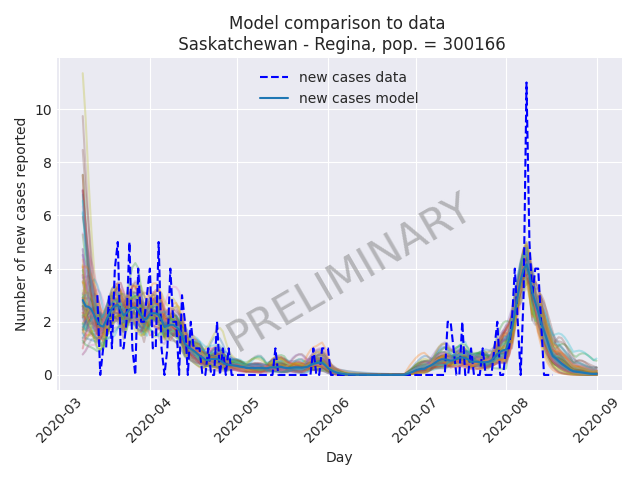 Model comparison to data
Saskatchewan - Regina, pop. = 300166
new cases data
new cases model
Number of new cases reported
10
8
6
4
2
0
PRELIMINARY
2020-03
2020-04
2020-05
2020-06
2020-07
2020-08
2020-09
Day